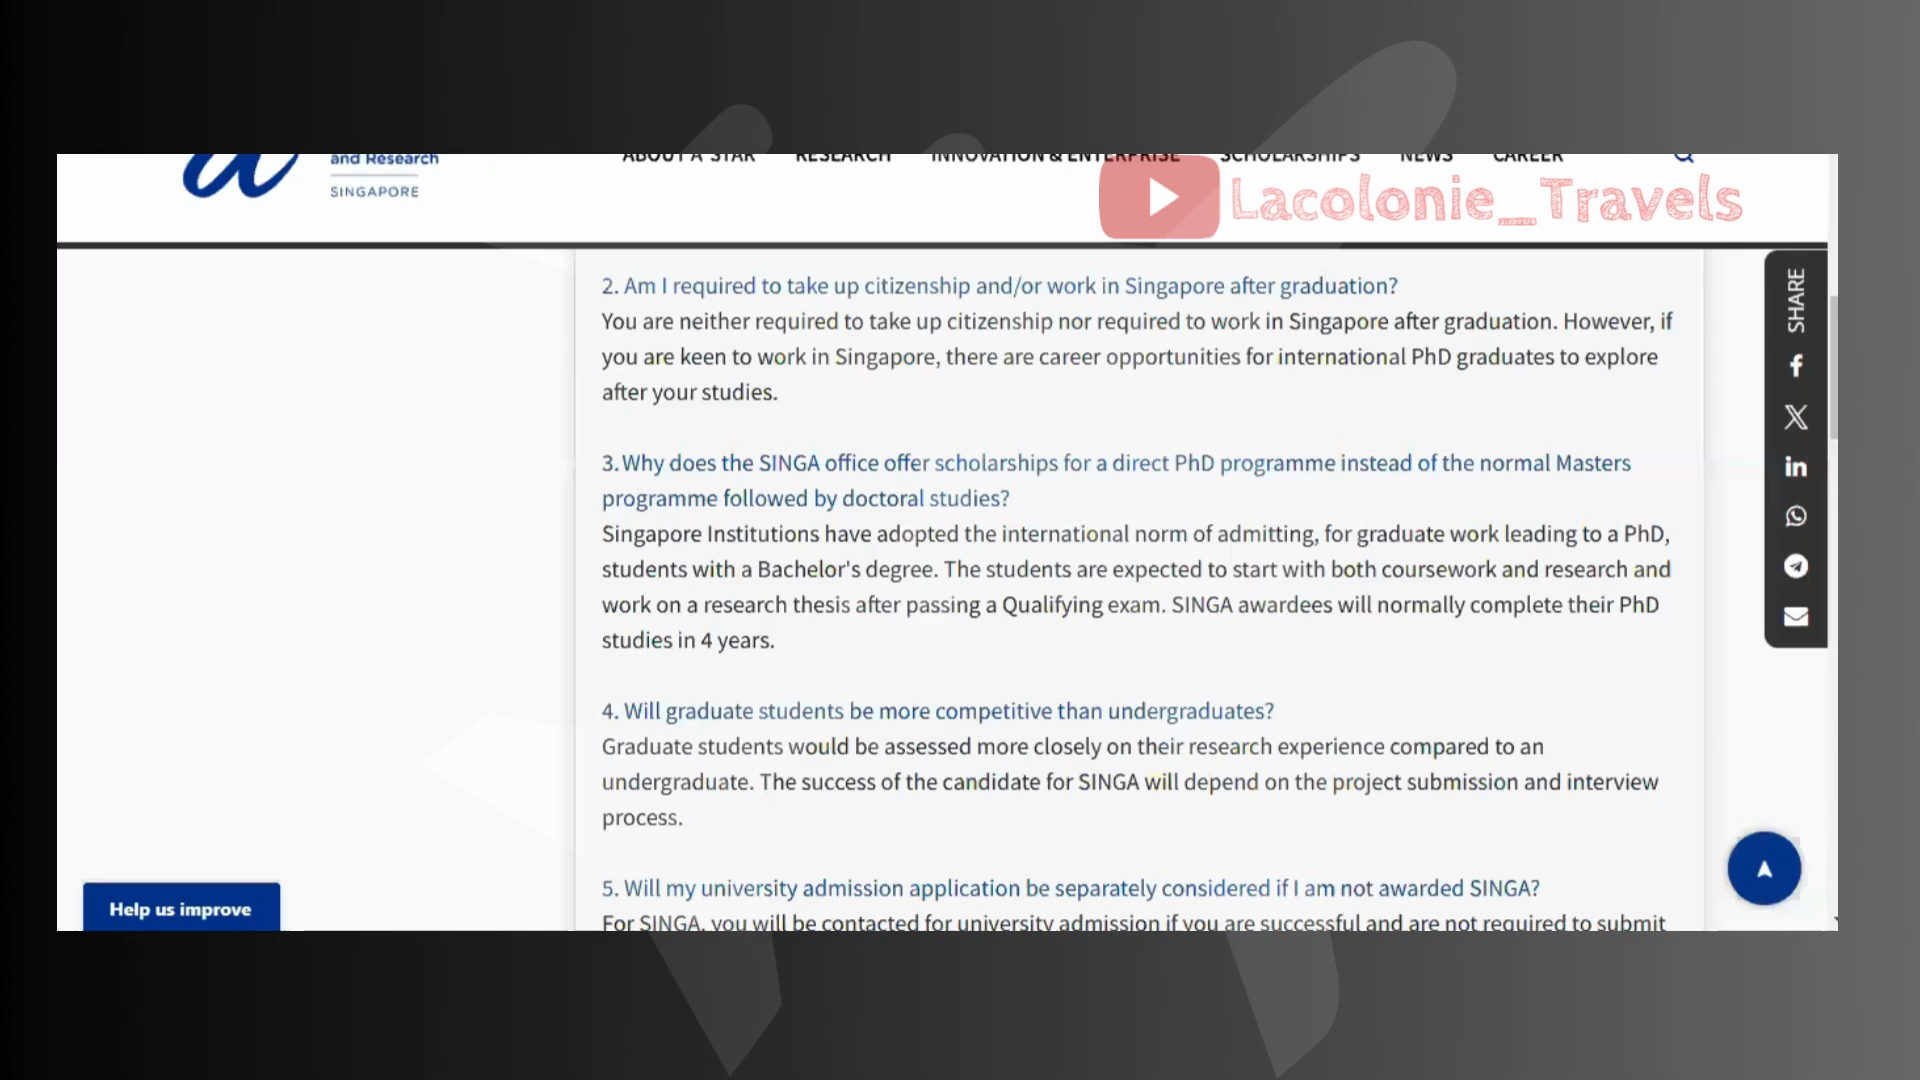 and Research
SINGAPORE
ABOUT A*STAR RESEARCH INNOVATION & ENTERPRISE SCHOLARSHIPS NEWS CAREER
Lacolonie_Travels
SHARE
2. Am I required to take up citizenship and/or work in Singapore after graduation?
You are neither required to take up citizenship nor required to work in Singapore after graduation. However, if
you are keen to work in Singapore, there are career opportunities for international PhD graduates to explore
after your studies.
3. Why does the SINGA office offer scholarships for a direct PhD programme instead of the normal Masters
programme followed by doctoral studies?
Singapore Institutions have adopted the international norm of admitting, for graduate work leading to a PhD,
students with a Bachelor's degree. The students are expected to start with both coursework and research and
work on a research thesis after passing a Qualifying exam. SINGA awardees will normally complete their PhD
studies in 4 years.
4. Will graduate students be more competitive than undergraduates?
Graduate students would be assessed more closely on their research experience compared to an
undergraduate. The success of the candidate for SINGA will depend on the project submission and interview
process.
5. Will my university admission application be separately considered if I am not awarded SINGA?
For SINGA, you will be contacted for university admission if you are successful and are not required to submit
Help us improve